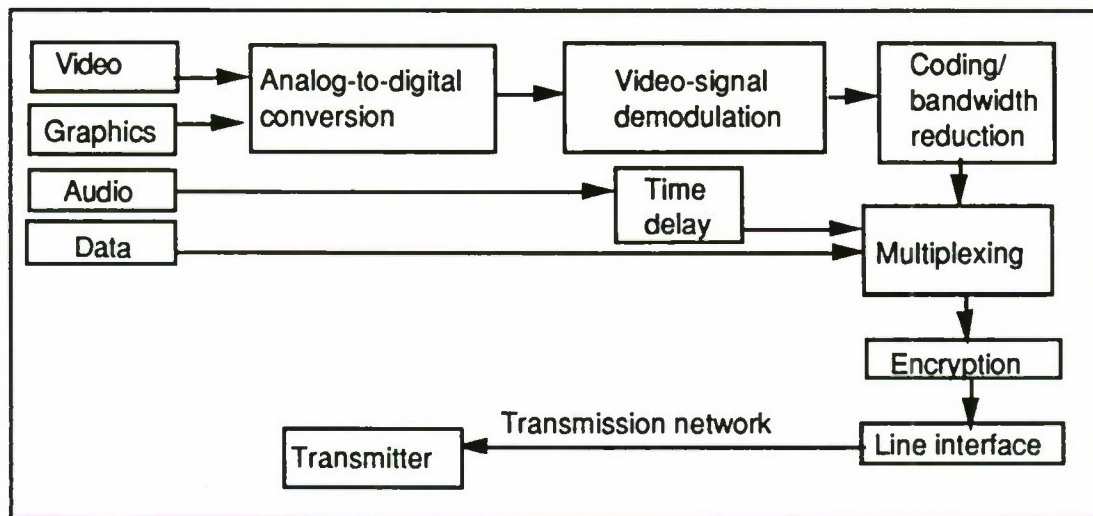 Video
Graphics
Audio
Data
Analog-to-digital
conversion
Video-signal
demodulation
Coding/
bandwidth
reduction
Time
delay
Multiplexing
Encryption
Line interface
Transmission network
Transmitter